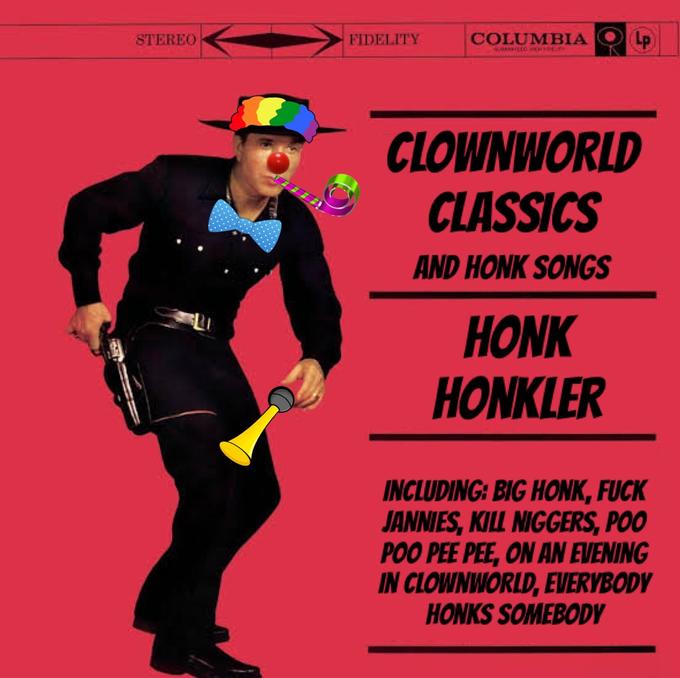 STEREO FIDELITY COLUMBIA Lp
CLOWNWORLD
CLASSICS
AND HONK SONGS
HONK
HONKLER
INCLUDING: BIG HONK, FUCK
JANNIES, KILL NIGGERS, POO
POO PEE PEE, ON AN EVENING
IN CLOWNWORLD, EVERYBODY
HONKS SOMEBODY